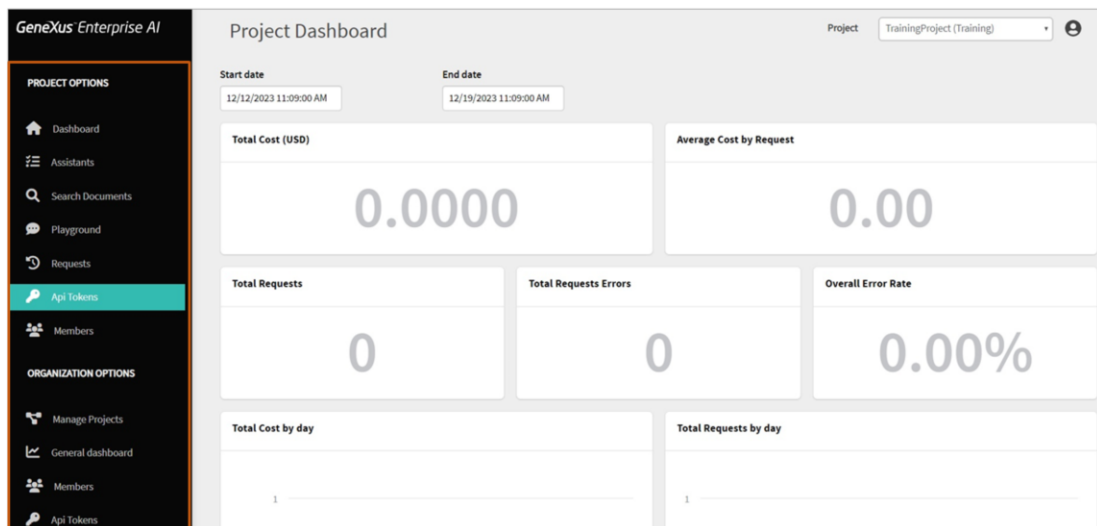 GeneXus™ Enterprise AI
Project Dashboard
Project
TrainingProject (Training)
PROJECT OPTIONS
Dashboard
Assistants
Search Documents
Playground
Requests
Api Tokens
Members
ORGANIZATION OPTIONS
Manage Projects
General dashboard
Members
Api Tokens
Start date
End date
12/12/2023 11:09:00 AM
12/19/2023 11:09:00 AM
Total Cost (USD)
Average Cost by Request
0.0000
0.00
Total Requests
Total Requests Errors
Overall Error Rate
0
0
0.00%
Total Cost by day
Total Requests by day
1
1